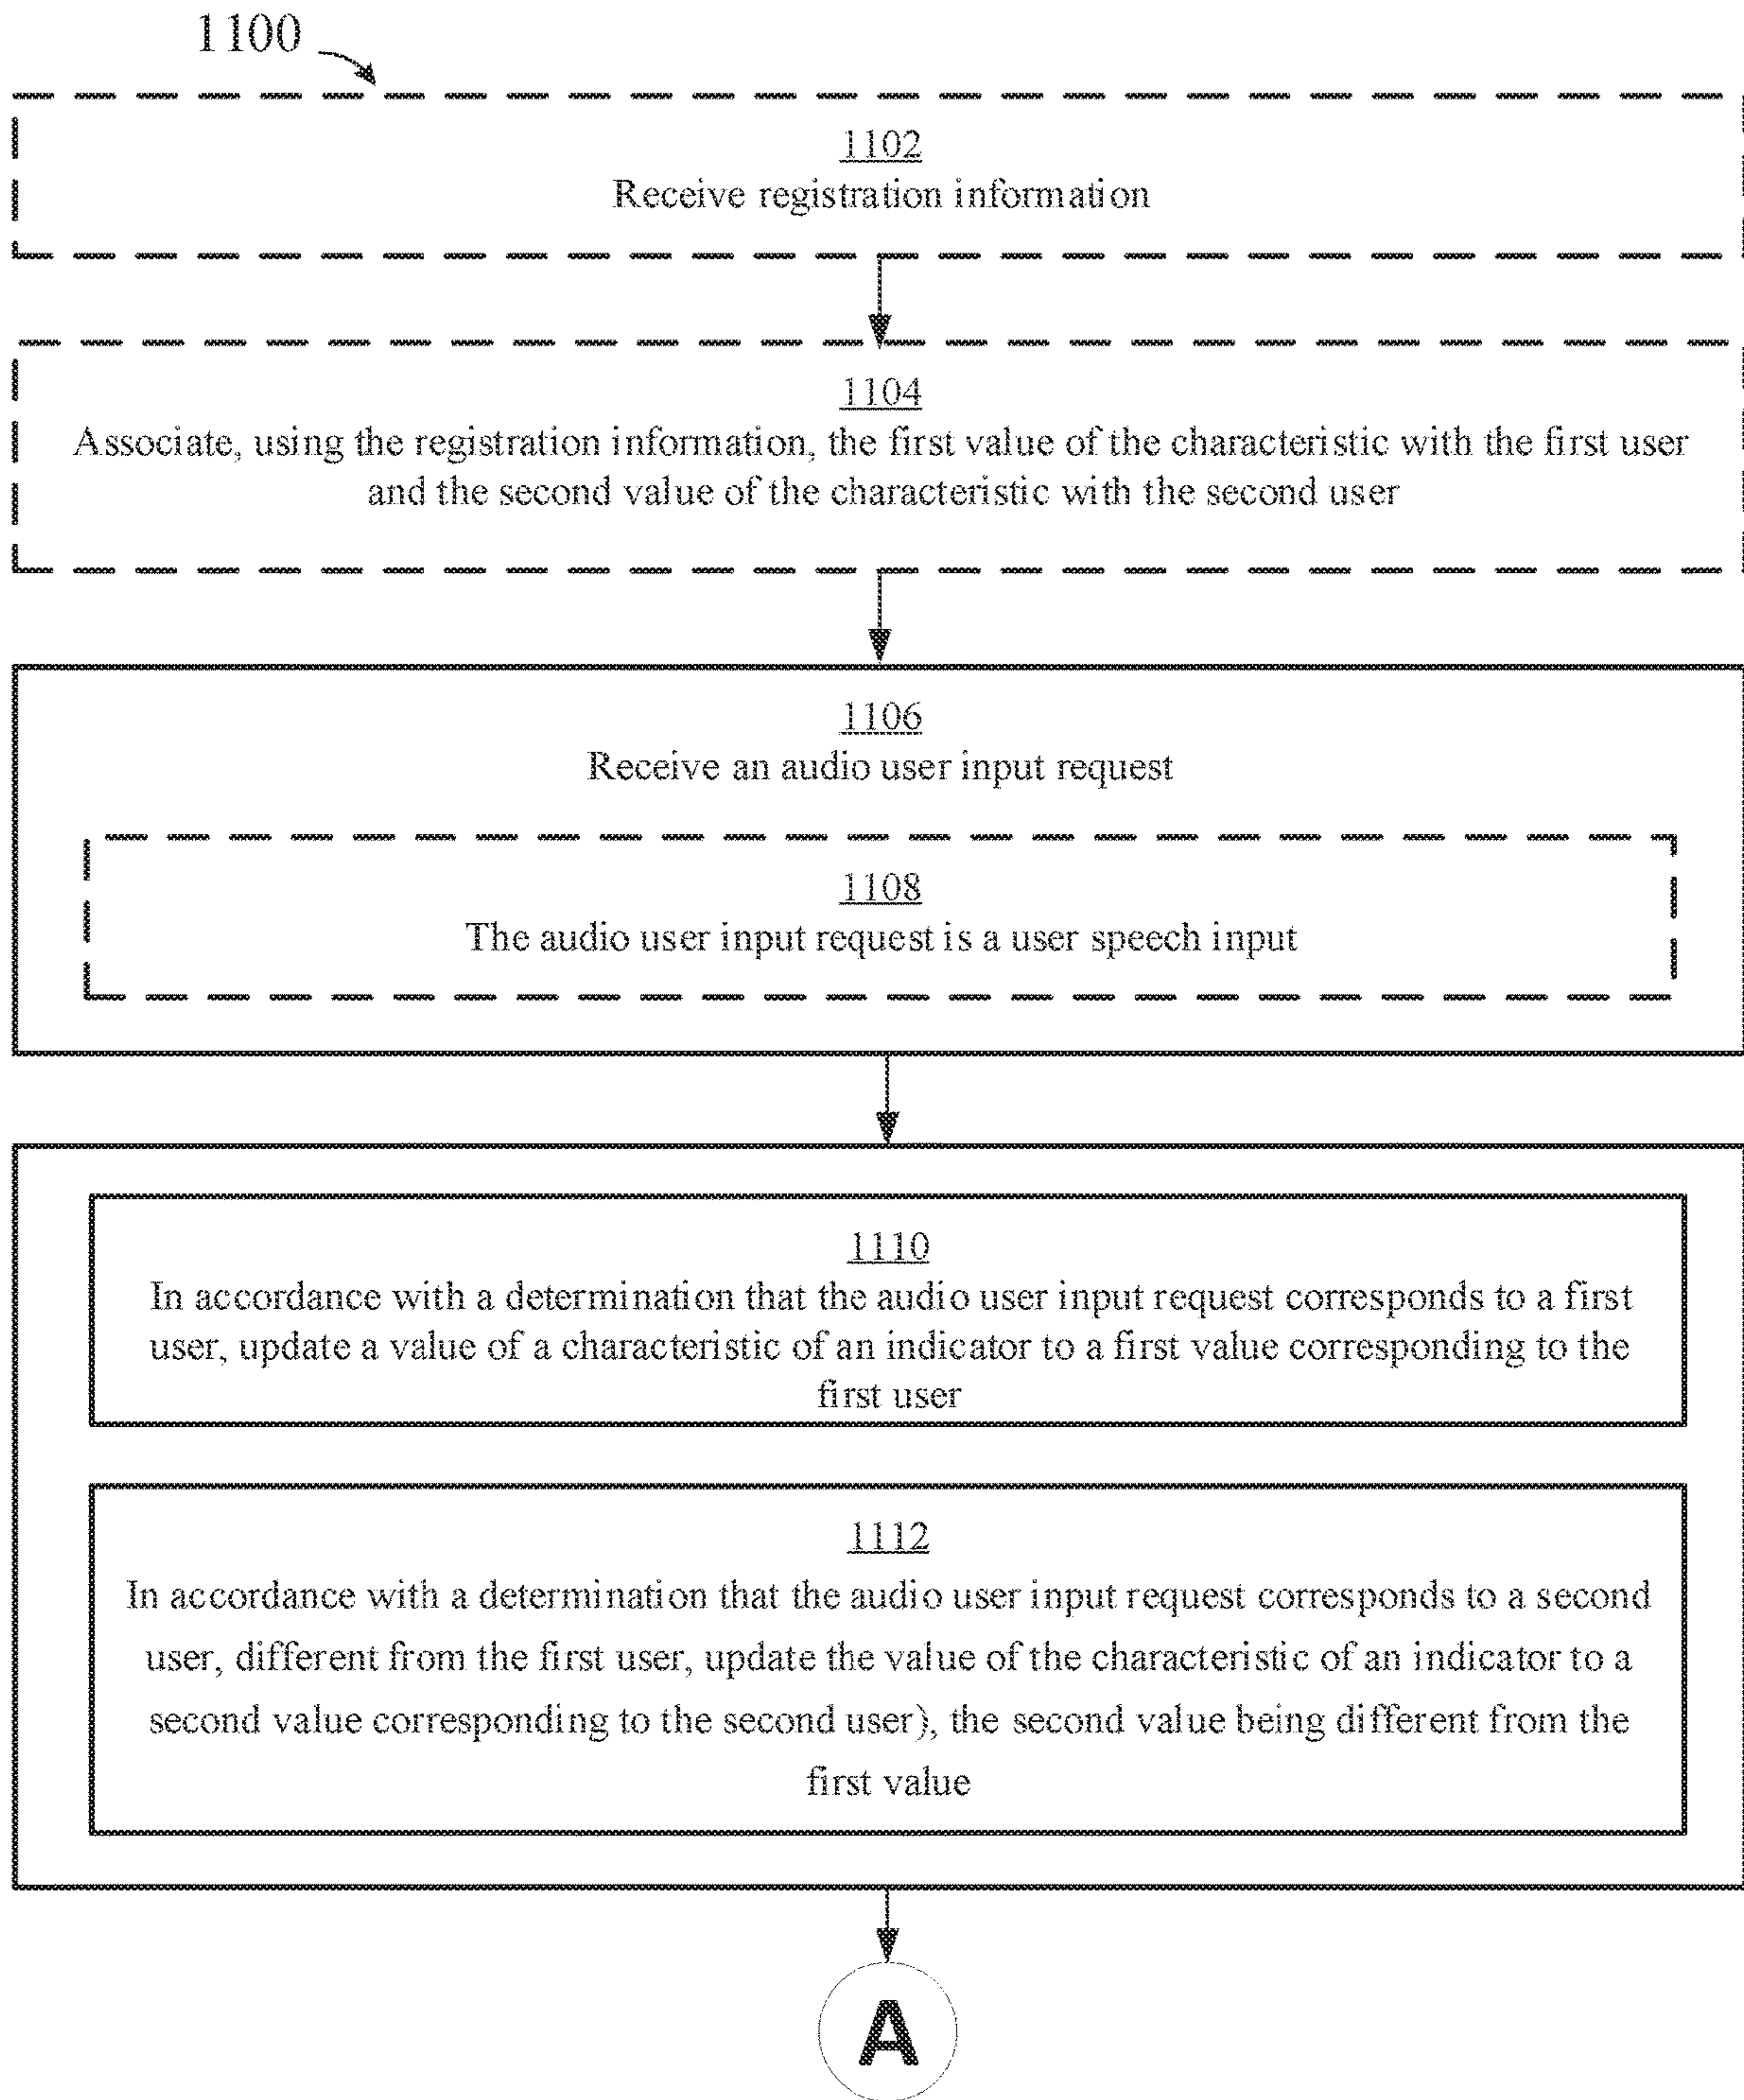 1100
1102
Receive registration information
1104
Associate, using the registration information, the first value of the characteristic with the first user
and the second value of the characteristic with the second user
1106
Receive an audio user input request
1108
The audio user input request is a user speech input
1110
In accordance with a determination that the audio user input request corresponds to a first
user, update a value of a characteristic of an indicator to a first value corresponding to the
first user
1112
In accordance with a determination that the audio user input request corresponds to a second
user, different from the first user, update the value of the characteristic of an indicator to a
second value corresponding to the second user), the second value being different from the
first value
A